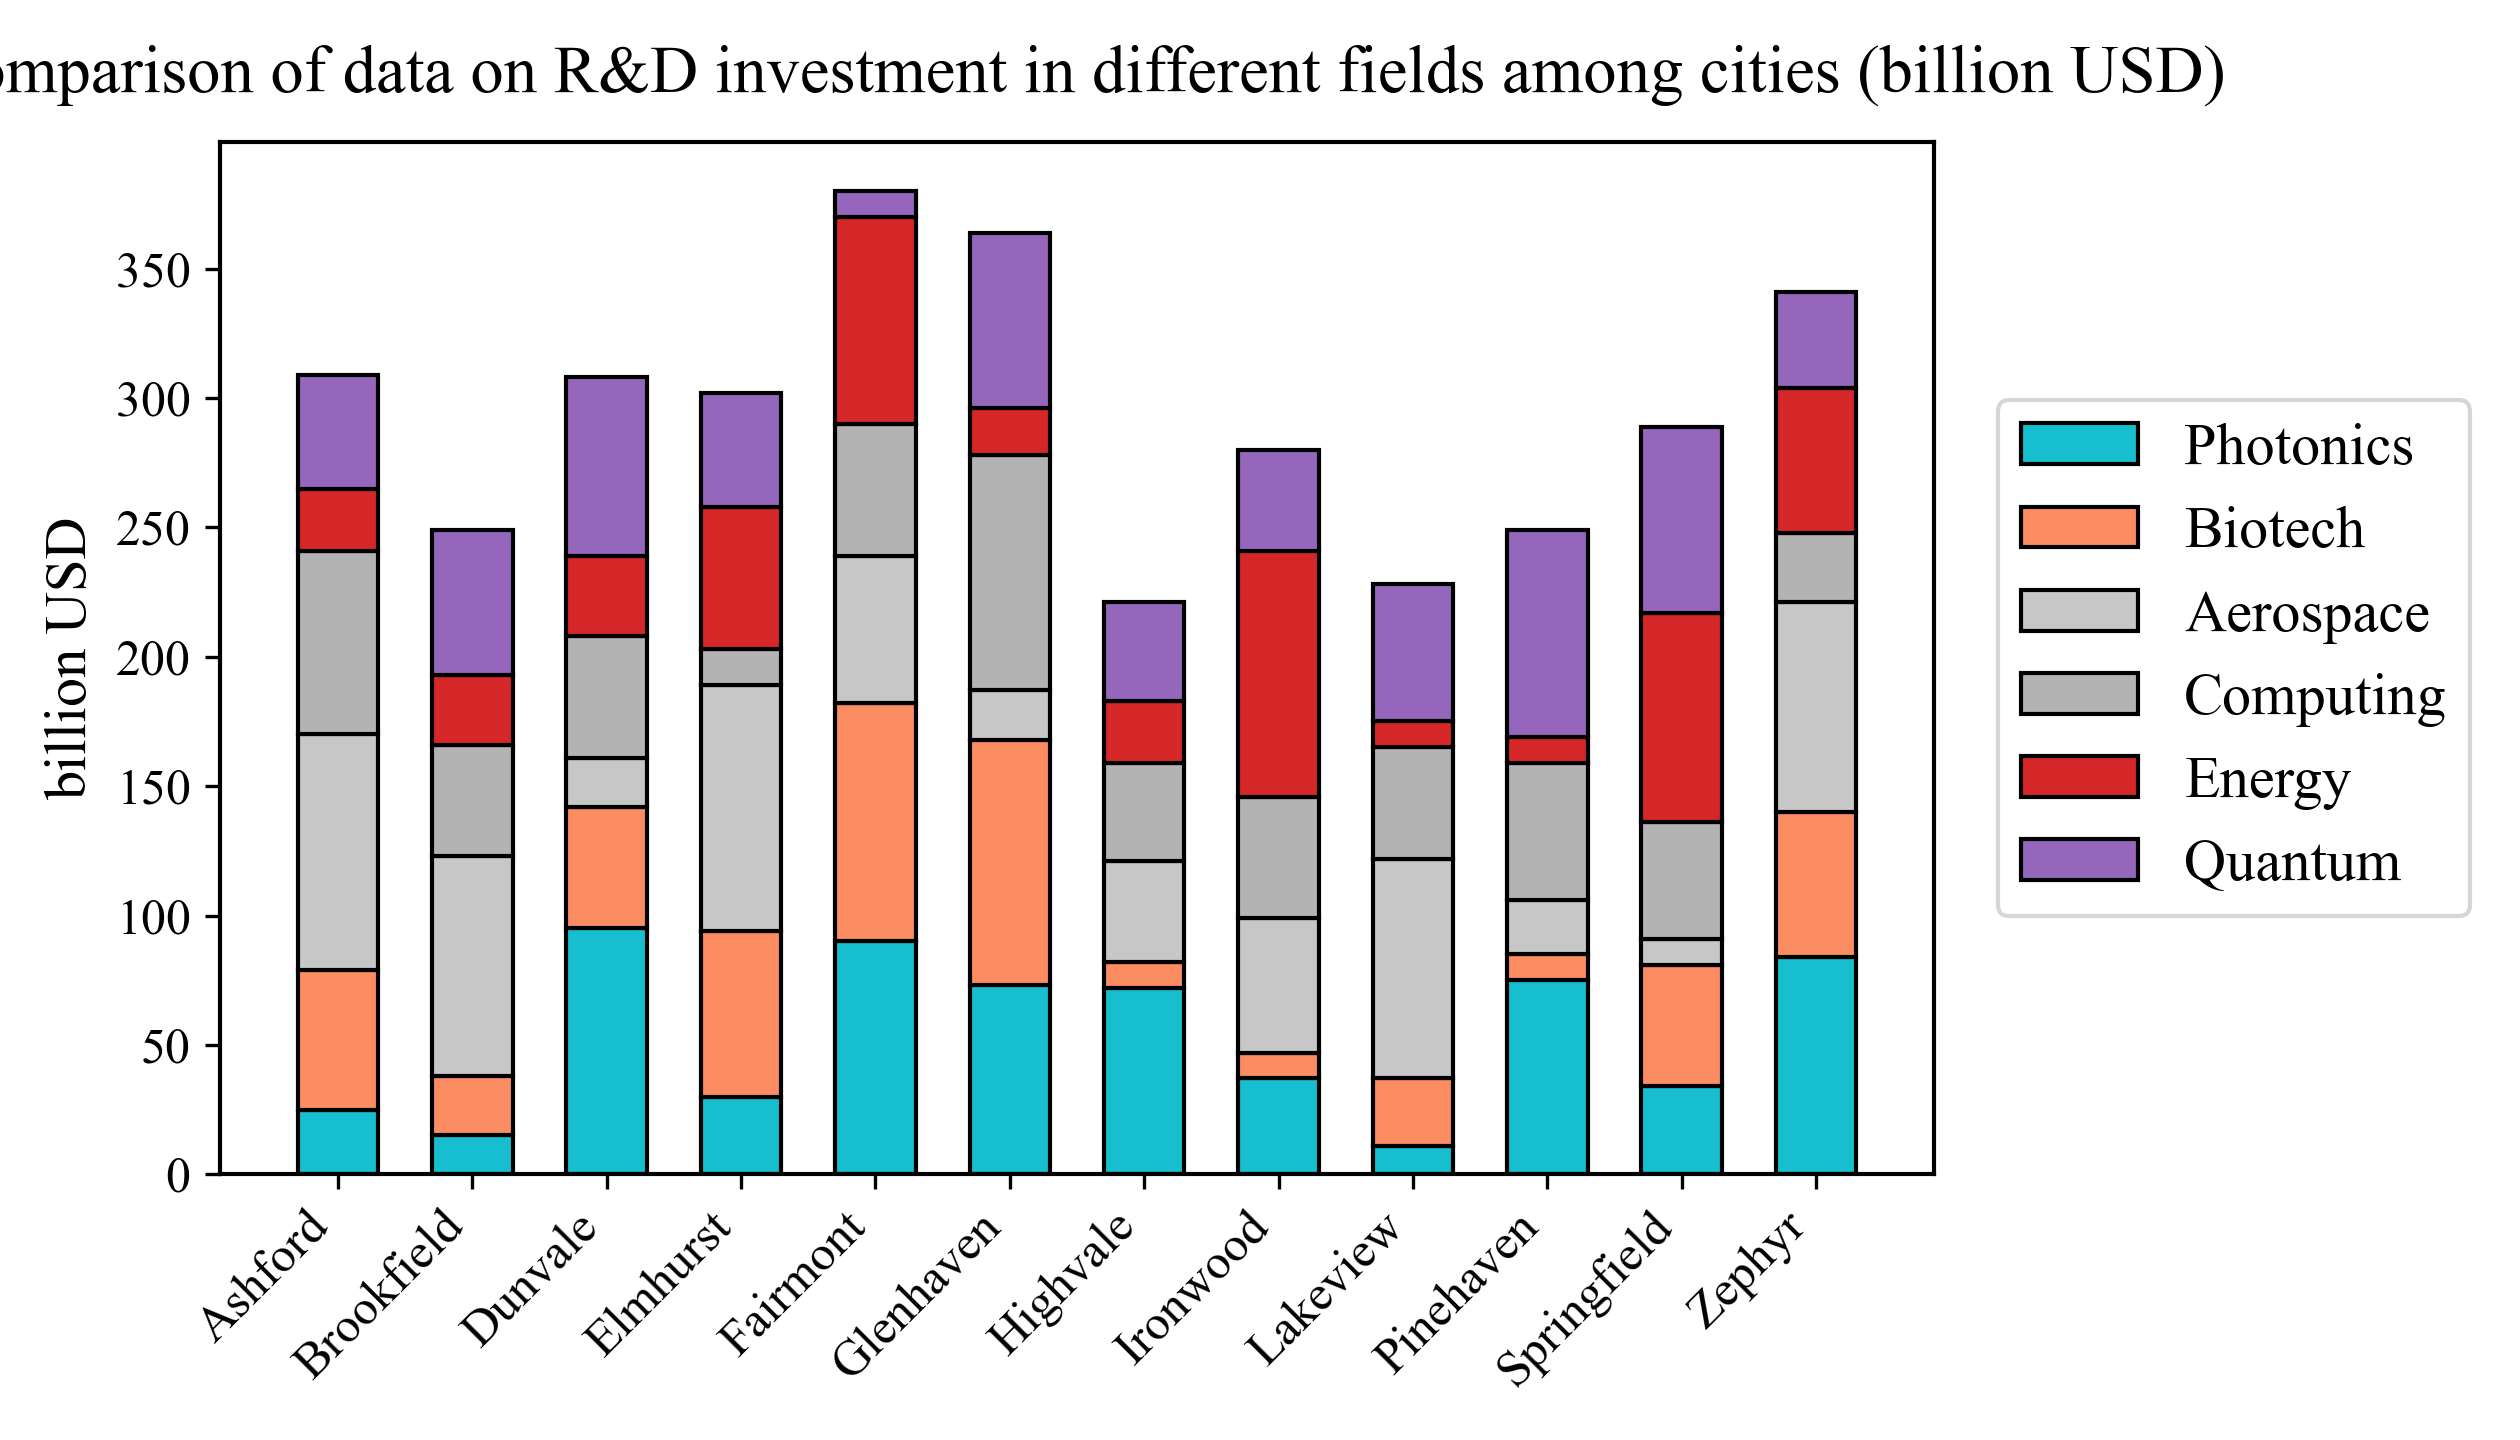 mparison of data on R&D investment in different fields among cities (billion USD)
billion USD
350
300
250
200
150
100
50
0
Ashford
Brookfield
Dunvale
Elmhurst
Fairmont
Glenhaven
Highvale
Ironwood
Lakeview
Pinehaven
Springfield
Zephyr
Photonics
Biotech
Aerospace
Computing
Energy
Quantum